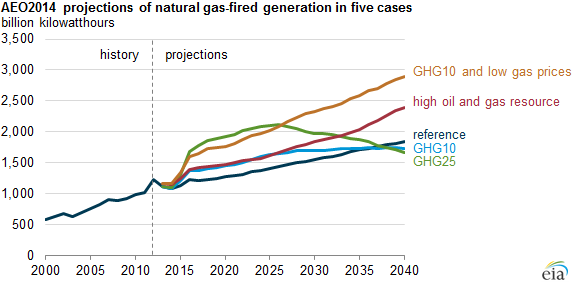 AEO2014 projections of natural gas-fired generation in five cases
billion kilowatthours
3,500
history projections
3,000
GHG10 and low gas prices
2,500
high oil and gas resource
2,000
reference
1,500
GHG10
GHG25
1,000
500
0
2000 2005 2010 2015 2020 2025 2030 2035 2040
eia